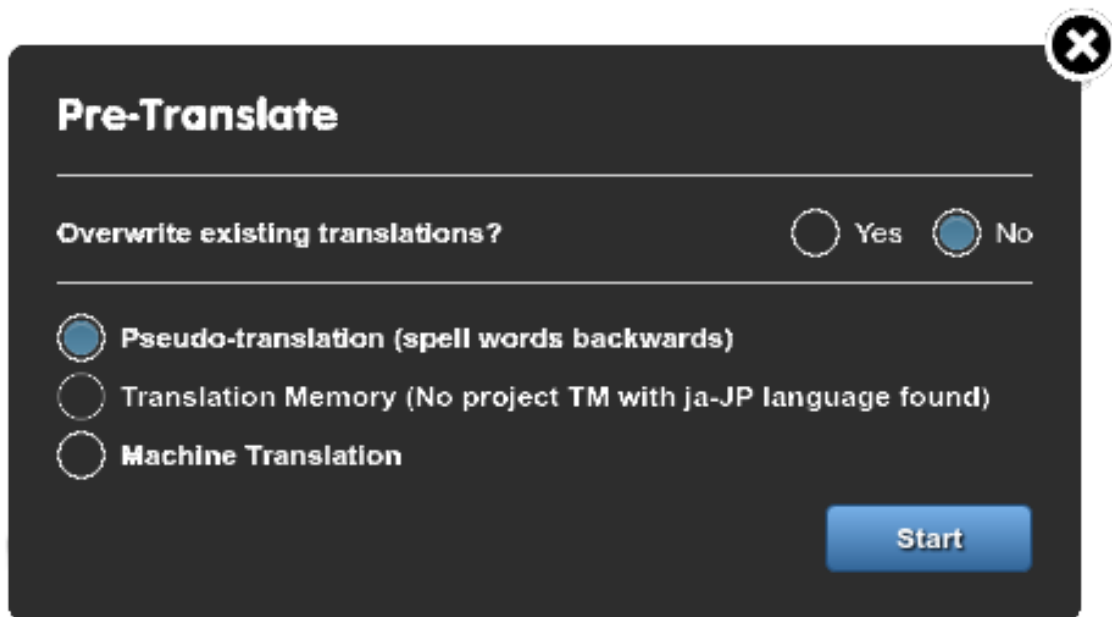 Pre-Translate
Overwrite existing translations? Yes No
Pseudo-translation (spell words backwards)
Translation Memory (No project TM with ja-JP language found)
Machine Translation
Start